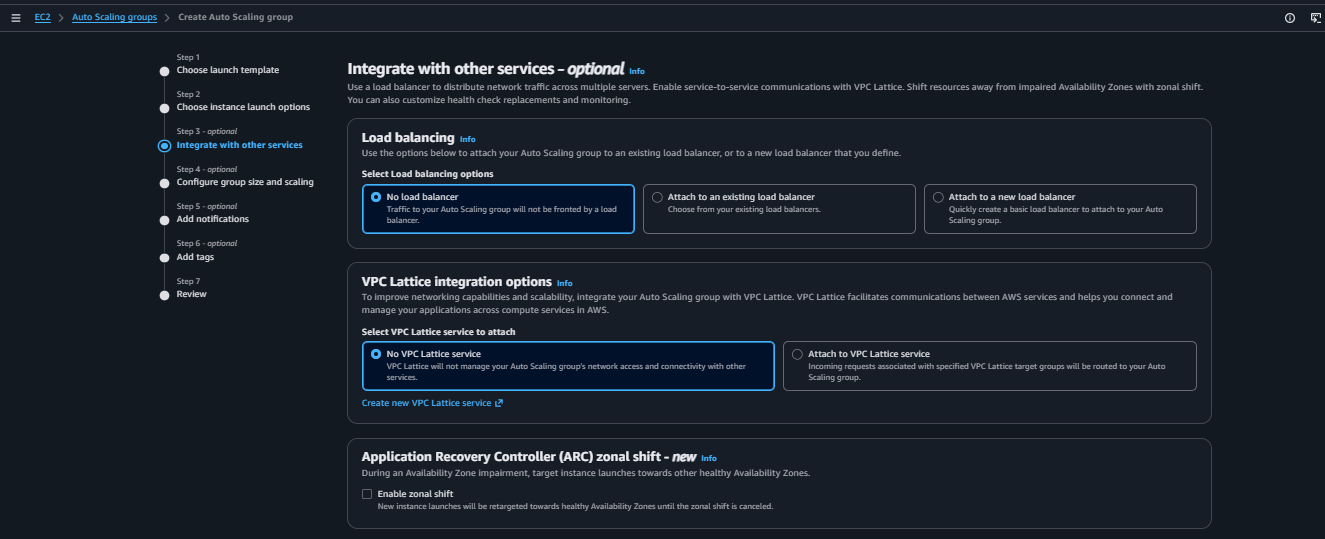 EC2 > Auto Scaling groups > Create Auto Scaling group
Step 1
Choose launch template
Step 2
Choose instance launch options
Step 3 - optional
Integrate with other services
Step 4 - optional
Configure group size and scaling
Step 5 - optional
Add notifications
Step 6 - optional
Add tags
Step 7
Review
Integrate with other services - optional Info
Use a load balancer to distribute network traffic across multiple servers. Enable service-to-service communications with VPC Lattice. Shift resources away from impaired Availability Zones with zonal shift.
You can also customize health check replacements and monitoring.
Load balancing Info
Use the options below to attach your Auto Scaling group to an existing load balancer, or to a new load balancer that you define.
Select Load balancing options
No load balancer
Traffic to your Auto Scaling group will not be fronted by a load
balancer.
Attach to an existing load balancer
Choose from your existing load balancers.
Attach to a new load balancer
Quickly create a basic load balancer to attach to your Auto
Scaling group.
VPC Lattice integration options Info
To improve networking capabilities and scalability, integrate your Auto Scaling group with VPC Lattice. VPC Lattice facilitates communications between AWS services and helps you connect and
manage your applications across compute services in AWS.
Select VPC Lattice service to attach
No VPC Lattice service
VPC Lattice will not manage your Auto Scaling group's network access and connectivity with other
services.
Attach to VPC Lattice service
Incoming requests associated with specified VPC Lattice target groups will be routed to your Auto
Scaling group.
Create new VPC Lattice service
Application Recovery Controller (ARC) zonal shift - new Info
During an Availability Zone impairment, target instance launches towards other healthy Availability Zones.
Enable zonal shift
New instance launches will be retargeted towards healthy Availability Zones until the zonal shift is canceled.